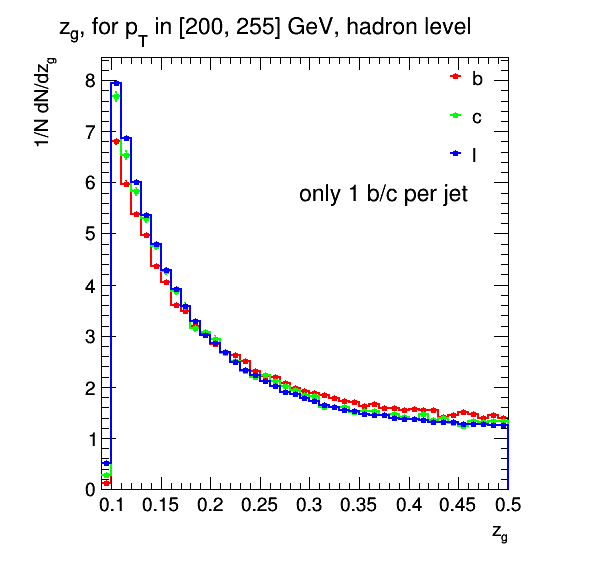 z_g, for p_T in [200, 255] GeV, hadron level
1/N dN/dz_g
8
7
6
5
4
3
2
1
0
b
c
l
only 1 b/c per jet
0.1 0.15 0.2 0.25 0.3 0.35 0.4 0.45 0.5
z_g